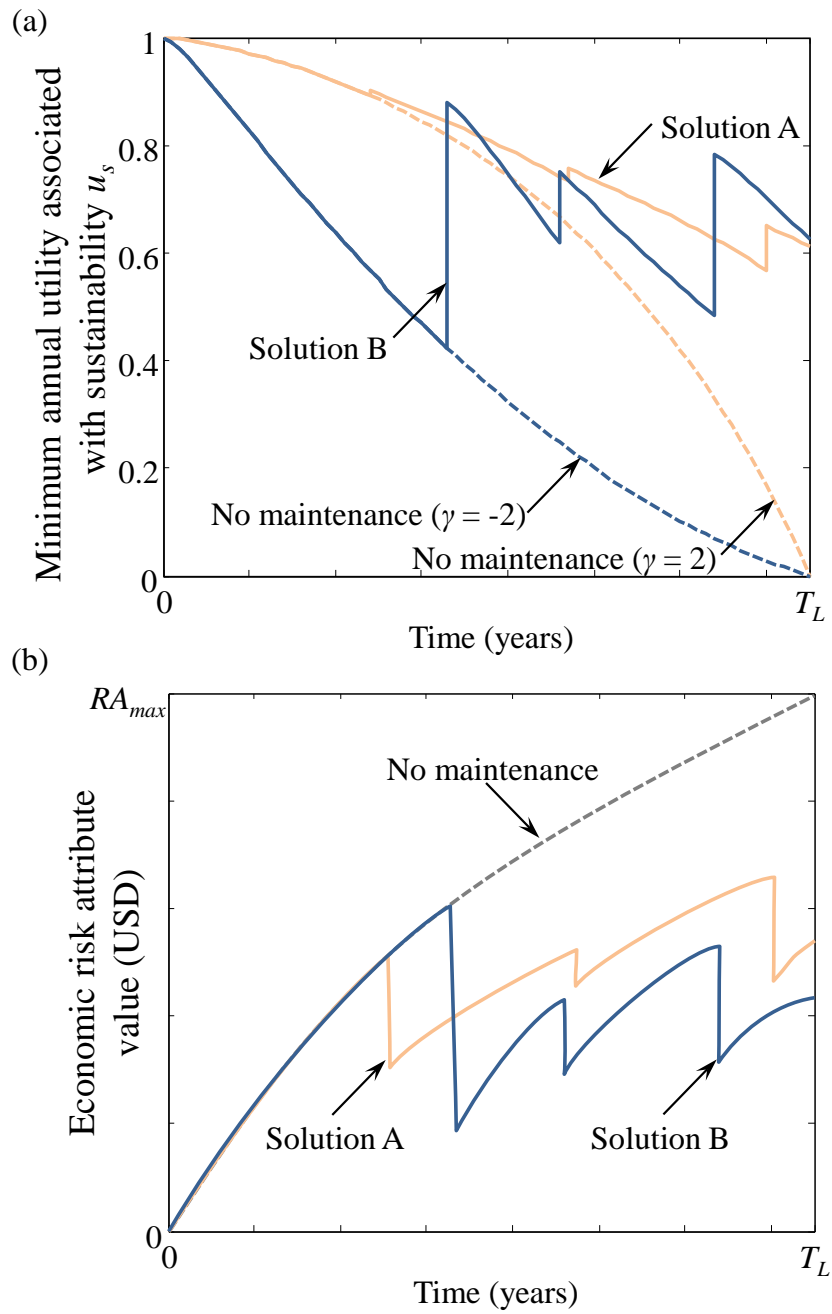 (a)
Minimum annual utility associated
with sustainability u_s
1
0.8
0.6
0.4
0.2
0
Solution A
Solution B
No maintenance (γ = -2)
No maintenance (γ = 2)
0
T_L
Time (years)
(b)
Economic risk attribute
value (USD)
RA_max
0
No maintenance
Solution A
Solution B
0
T_L
Time (years)